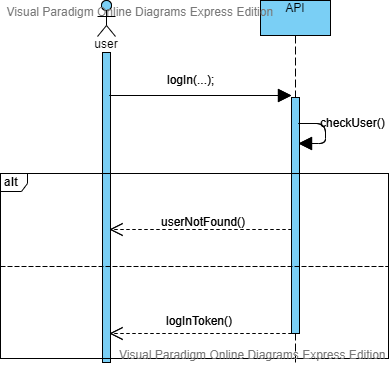 Visual Paradigm Online Diagrams Express Edition
API
user
logIn(...);
checkUser()
alt
userNotFound()
logInToken()
Visual Paradigm Online Diagrams Express Edition